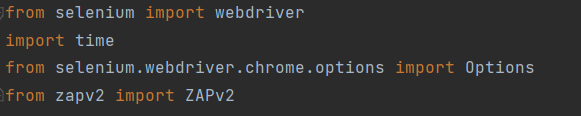 from selenium import webdriver
import time
from selenium.webdriver.chrome.options import Options
from zapv2 import ZAPv2